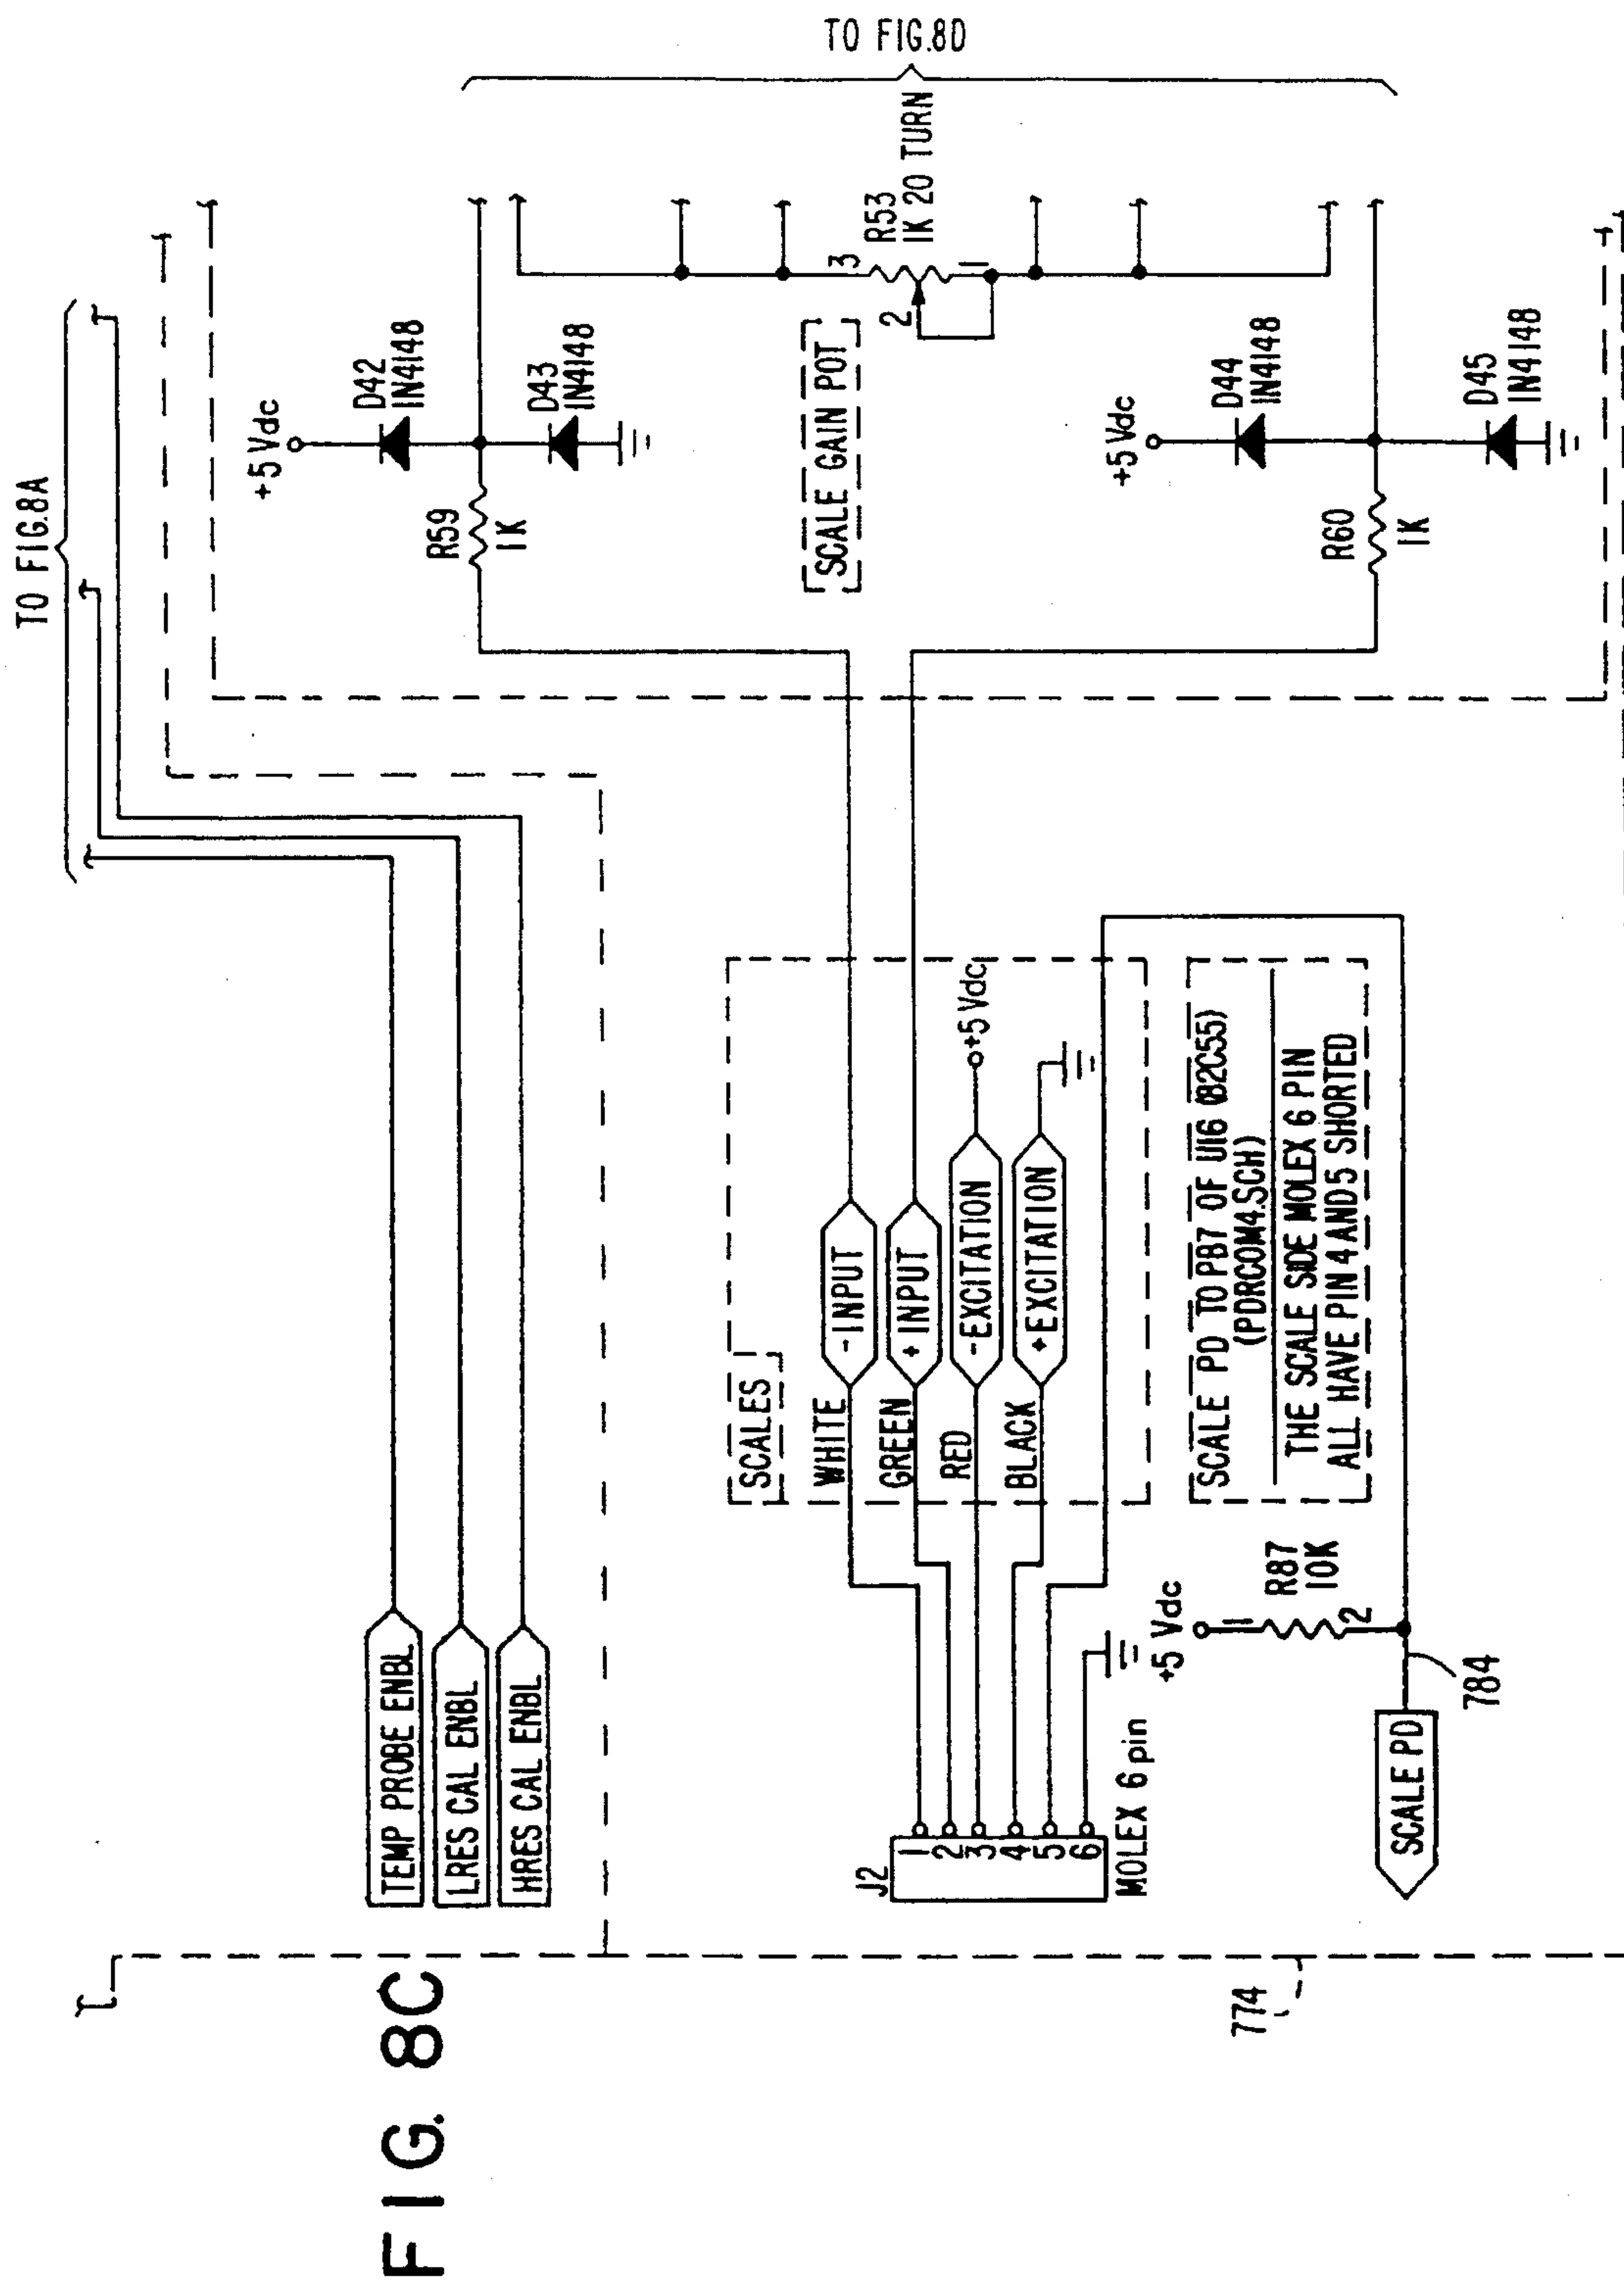 FIG. 8C
TO FIG.8A
TEMP PROBE ENBL
LRES CAL ENBL
HRES CAL ENBL
TO FIG.8D
+5 Vdc
D42
1N4148
R59
1K
D43
1N4148
SCALE GAIN POT
3
R53
1K 20 TURN
2
1
+5 Vdc
D44
1N4148
R60
1K
D45
1N4148
SCALES
WHITE
-INPUT
GREEN
+INPUT
RED
-EXCITATION
+5 Vdc
BLACK
+EXCITATION
J2
1
2
3
4
5
6
MOLEX 6 pin
+5 Vdc
1
R87
10K
2
SCALE PD TO PB7 OF U16 (82C55)
(PDRCOM4.SCH)
THE SCALE SIDE MOLEX 6 PIN
ALL HAVE PIN 4 AND 5 SHORTED
SCALE PD
784
774